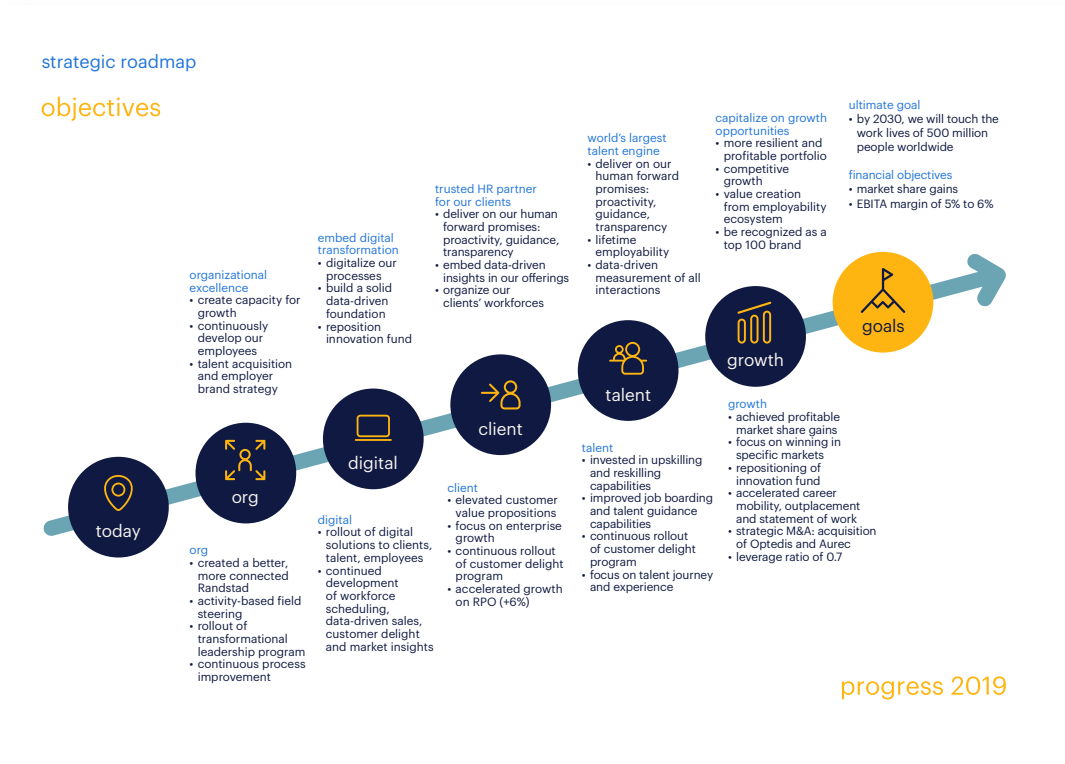 strategic roadmap
objectives
organizational
excellence
• create capacity for
growth
• continuously
develop our
employees
• talent acquisition
and employer
brand strategy
embed digital
transformation
• digitalize our
processes
• build a solid
data-driven
foundation
• reposition
innovation fund
trusted HR partner
for our clients
• deliver on our human
forward promises:
proactivity, guidance,
transparency
• embed data-driven
insights in our offerings
• organize our
clients’ workforces
world’s largest
talent engine
• deliver on our
human forward
promises:
proactivity,
guidance,
transparency
• lifetime
employability
• data-driven
measurement of all
interactions
capitalize on growth
opportunities
• more resilient and
profitable portfolio
• competitive
growth
• value creation
from employability
ecosystem
• be recognized as a
top 100 brand
ultimate goal
• by 2030, we will touch the
work lives of 500 million
people worldwide
financial objectives
• market share gains
• EBITA margin of 5% to 6%
today
org
digital
client
talent
growth
goals
org
• created a better,
more connected
Randstad
• activity-based field
steering
• rollout of
transformational
leadership program
• continuous process
improvement
digital
• rollout of digital
solutions to clients,
talent, employees
• continued
development
of workforce
scheduling,
data-driven sales,
customer delight
and market insights
client
• elevated customer
value propositions
• focus on enterprise
growth
• continuous rollout
of customer delight
program
• accelerated growth
on RPO (+6%)
talent
• invested in upskilling
and reskilling
capabilities
• improved job boarding
and talent guidance
capabilities
• continuous rollout
of customer delight
program
• focus on talent journey
and experience
growth
• achieved profitable
market share gains
• focus on winning in
specific markets
• repositioning of
innovation fund
• accelerated career
mobility, outplacement
and statement of work
• strategic M&A: acquisition
of Optedis and Aurec
• leverage ratio of 0.7
progress 2019